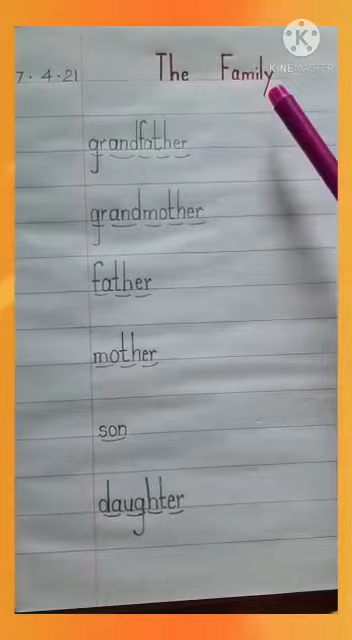 7.4.21 The Family
KINEMASTER
grandfather
grandmother
father
mother
son
daughter